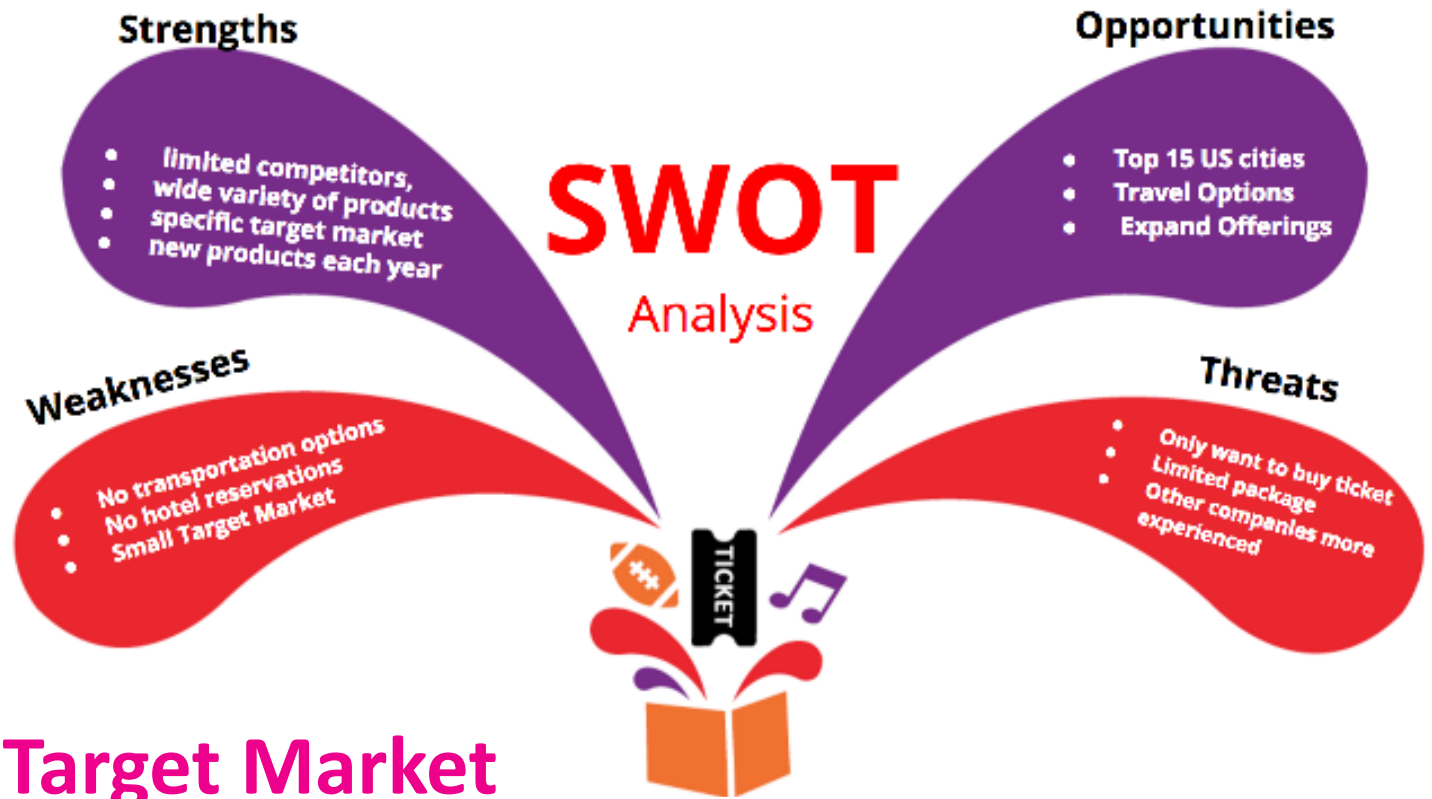 Strengths
limited competitors,
wide variety of products
specific target market
new products each year
Opportunities
Top 15 US cities
Travel Options
Expand Offerings
SWOT
Analysis
Weaknesses
No transportation options
No hotel reservations
Small Target Market
Threats
Only want to buy ticket
Limited package
Other companies more
experienced
TICKET
Target Market